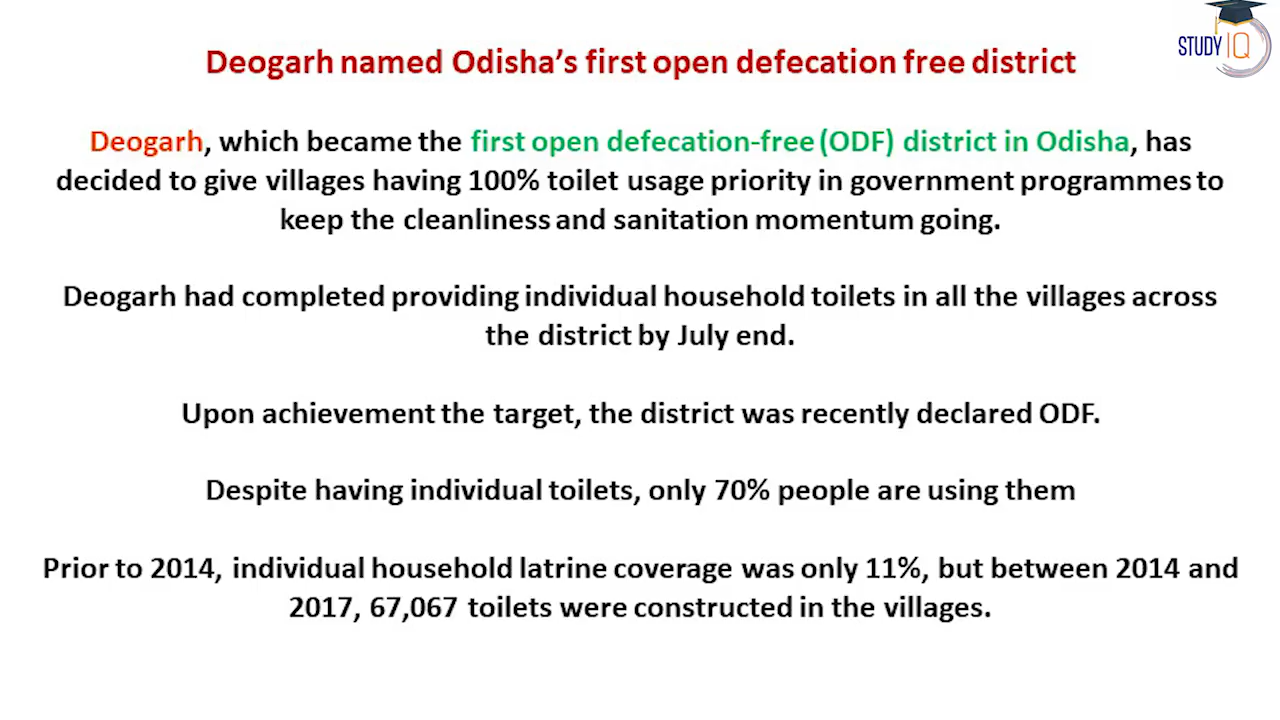 STUDY IQ
Deogarh named Odisha's first open defecation free district
Deogarh, which became the first open defecation-free (ODF) district in Odisha, has
decided to give villages having 100% toilet usage priority in government programmes to
keep the cleanliness and sanitation momentum going.
Deogarh had completed providing individual household toilets in all the villages across
the district by July end.
Upon achievement the target, the district was recently declared ODF.
Despite having individual toilets, only 70% people are using them
Prior to 2014, individual household latrine coverage was only 11%, but between 2014 and
2017, 67,067 toilets were constructed in the villages.